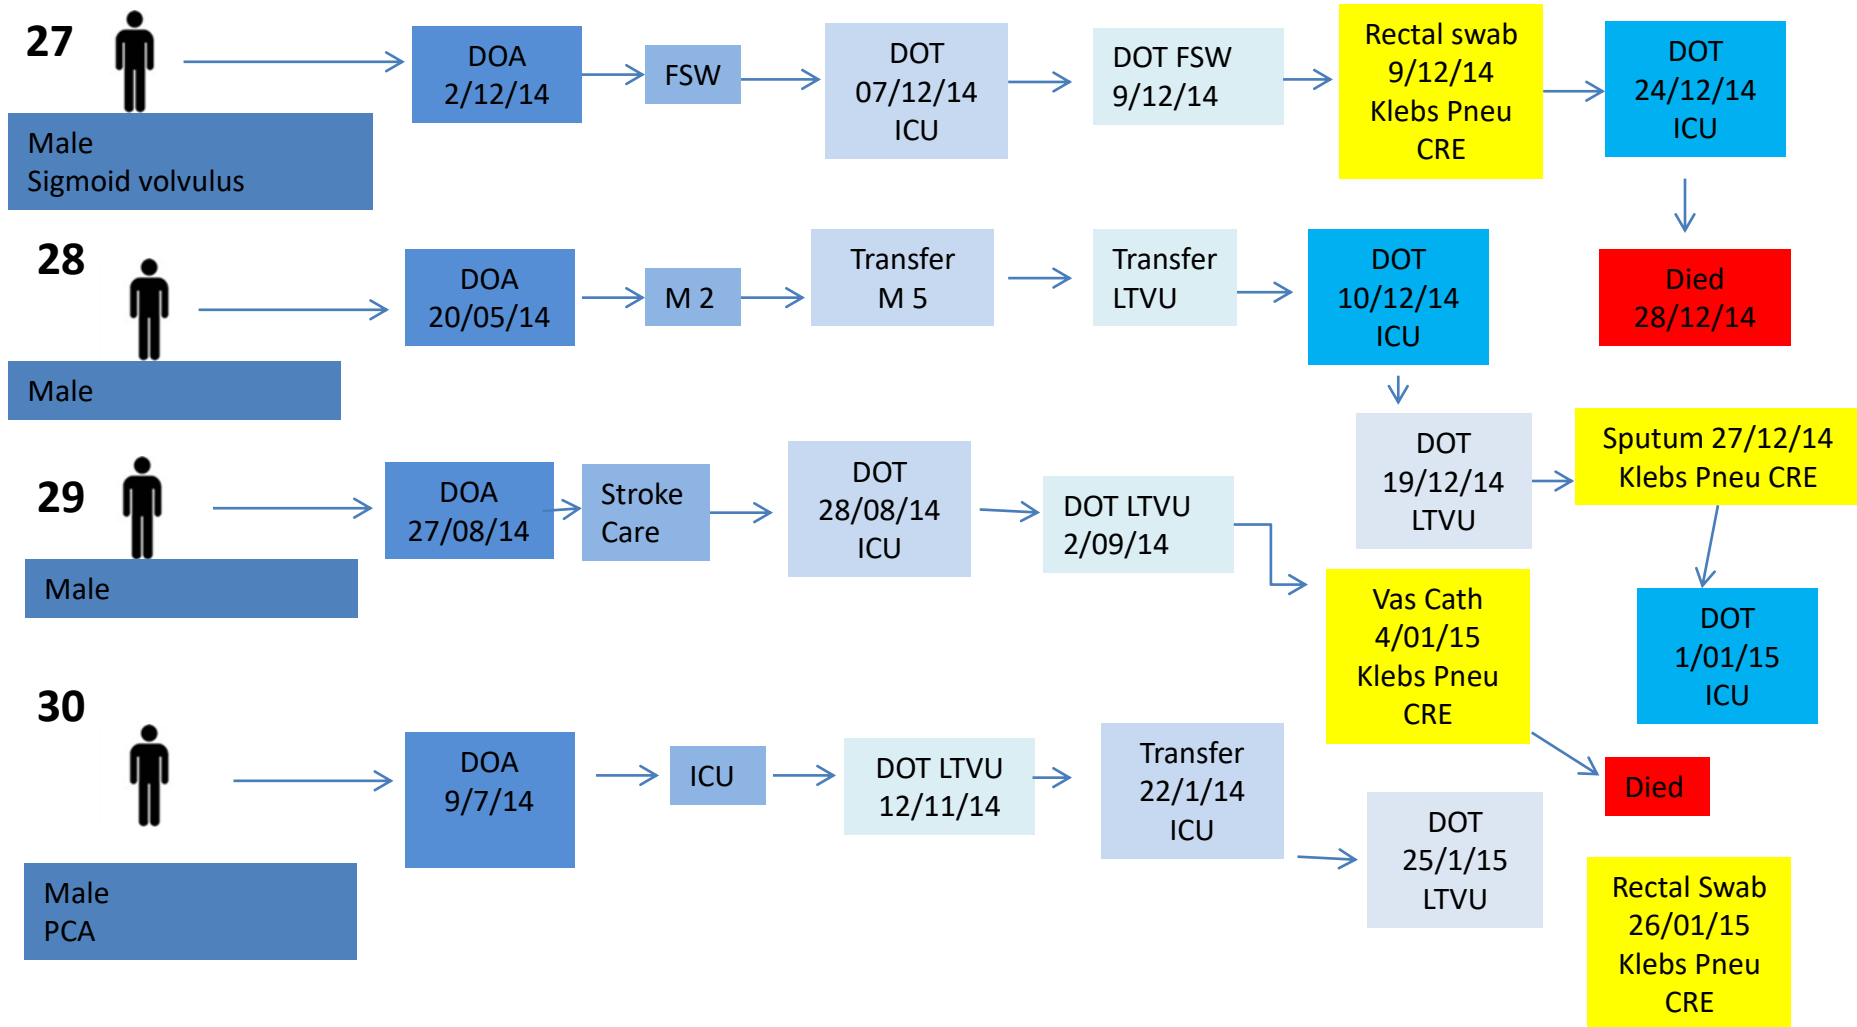 27
Male
Sigmoid volvulus
DOA
2/12/14
FSW
DOT
07/12/14
ICU
DOT FSW
9/12/14
Rectal swab
9/12/14
Klebs Pneu
CRE
DOT
24/12/14
ICU
Died
28/12/14
28
Male
DOA
20/05/14
M 2
Transfer
M 5
Transfer
LTVU
DOT
10/12/14
ICU
DOT
19/12/14
LTVU
Sputum 27/12/14
Klebs Pneu CRE
DOT
1/01/15
ICU
29
Male
DOA
27/08/14
Stroke
Care
DOT
28/08/14
ICU
DOT LTVU
2/09/14
Vas Cath
4/01/15
Klebs Pneu
CRE
Died
30
Male
PCA
DOA
9/7/14
ICU
DOT LTVU
12/11/14
Transfer
22/1/14
ICU
DOT
25/1/15
LTVU
Rectal Swab
26/01/15
Klebs Pneu
CRE